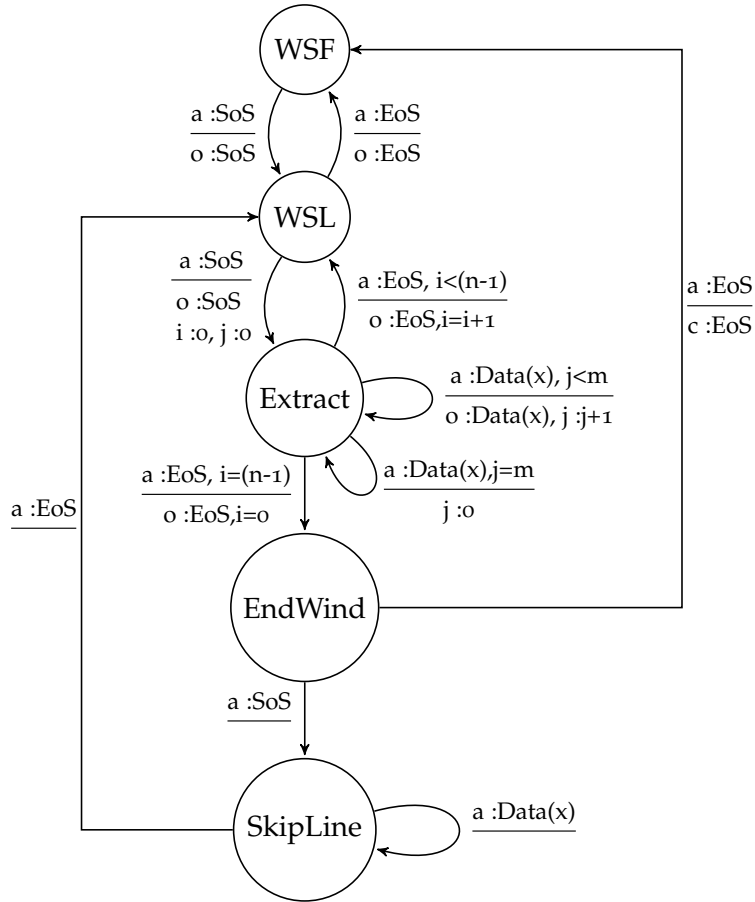 WSF
a :SoS
o :SoS
a :EoS
o :EoS
WSL
a :SoS
o :SoS
i :0, j :0
a :EoS, i<(n-1)
o :EoS,i=i+1
a :EoS
c :EoS
Extract
a :Data(x), j<m
o :Data(x), j :j+1
a :EoS, i=(n-1)
o :EoS,i=0
a :Data(x),j=m
j :0
a :EoS
EndWind
a :SoS
SkipLine
a :Data(x)